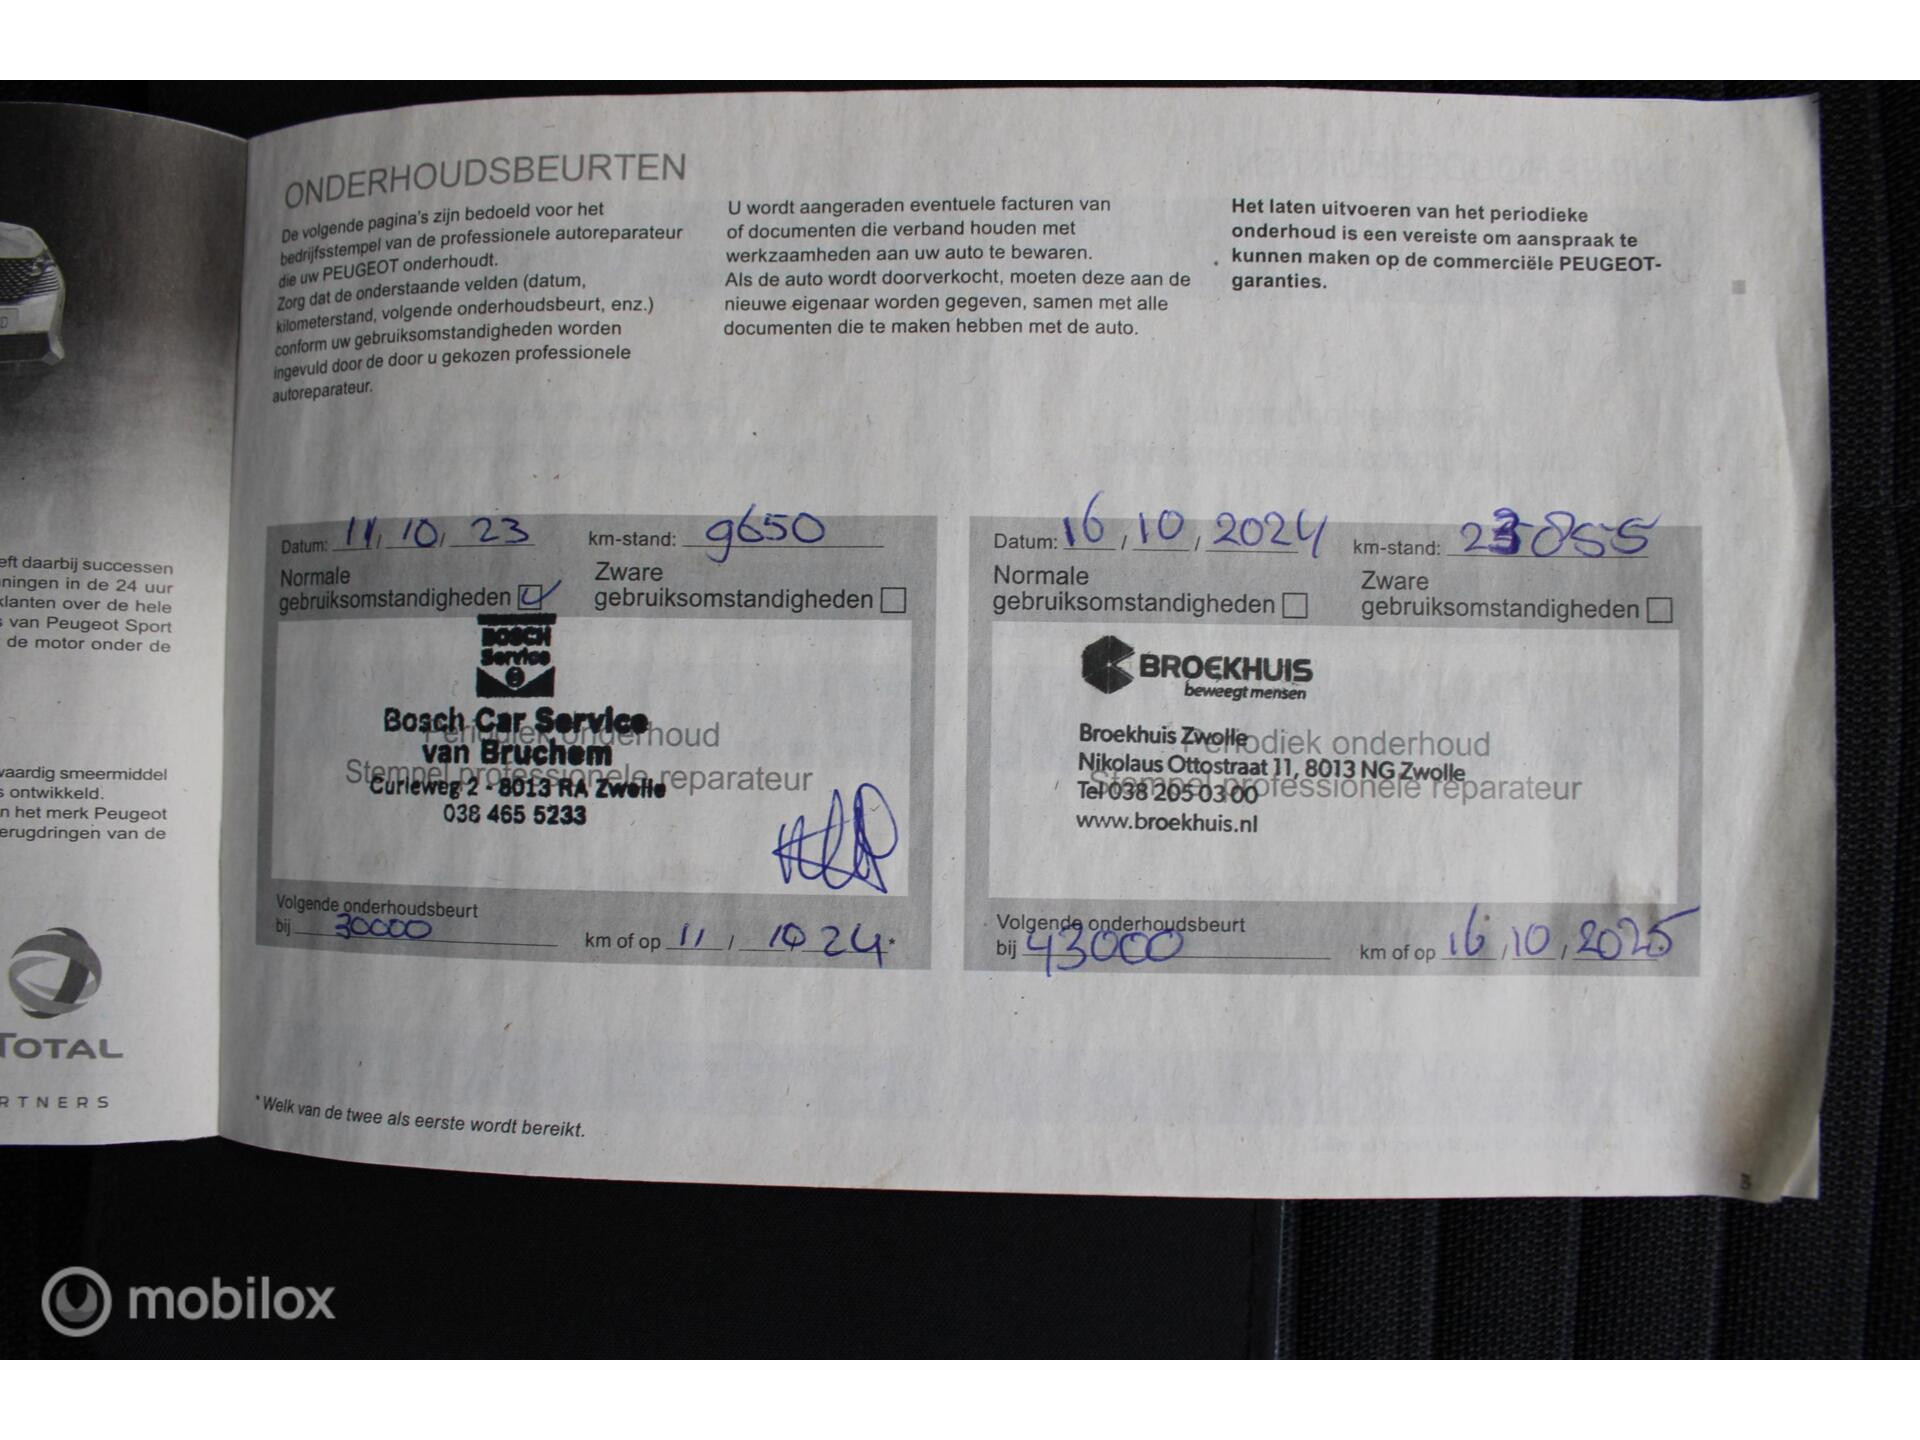 ONDERHOUDSBEURTEN
De volgende pagina's zijn bedoeld voor het
bedrijfsstempel van de professionele autoreparateur
die uw PEUGEOT onderhoudt.
Zorg dat de onderstaande velden (datum,
kilometerstand, volgende onderhoudsbeurt, enz.)
conform uw gebruiksomstandigheden worden
ingevuld door de door u gekozen professionele
autoreparateur.
U wordt aangeraden eventuele facturen van
of documenten die verband houden met
werkzaamheden aan uw auto te bewaren.
Als de auto wordt doorverkocht, moeten deze aan de
nieuwe eigenaar worden gegeven, samen met alle
documenten die te maken hebben met de auto.
Het laten uitvoeren van het periodieke
onderhoud is een vereiste om aanspraak te
kunnen maken op de commerciële PEUGEOT-
garanties.
eft daarbij successen
nningen in de 24 uur
klanten over de hele
s van Peugeot Sport
de motor onder de
vaardig smeermiddel
s ontwikkeld.
n het merk Peugeot
erugdringen van de
TOTAL
RTNERS
Datum: 11, 10, 23 km-stand: 9650
Normale
gebruiksomstandigheden
Zware
gebruiksomstandigheden
BOSCH
Service
Bosch Car Service
van Bruchem
Curieweg 2 - 8013 RA Zwolle
038 465 5233
Periodiek onderhoud
Stempel professionele reparateur
Volgende onderhoudsbeurt
bij 30000 km of op 11 / 10 24 *
Datum: 16 / 10 / 2024 km-stand: 23855
Normale
gebruiksomstandigheden
Zware
gebruiksomstandigheden
BROEKHUIS
beweegt mensen
Broekhuis Zwolle
Nikolaus Ottostraat 11, 8013 NG Zwolle
Tel 038 205 03 00
www.broekhuis.nl
Periodiek onderhoud
Stempel professionele reparateur
Volgende onderhoudsbeurt
bij 43000 km of op 16 / 10 / 2025
* Welk van de twee als eerste wordt bereikt.
3
mobilox